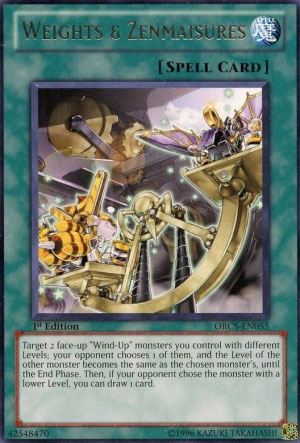 WEIGHTS & ZENMAISURES
魔
[SPELL CARD]
1st Edition
ORCS-EN055
Target 2 face-up "Wind-Up" monsters you control with different
Levels; your opponent chooses 1 of them, and the Level of the
other monster becomes the same as the chosen monster's, until
the End Phase. Then, if your opponent chose the monster with a
lower Level, you can draw 1 card.
42548470
©1996 KAZUKI TAKAHASHI